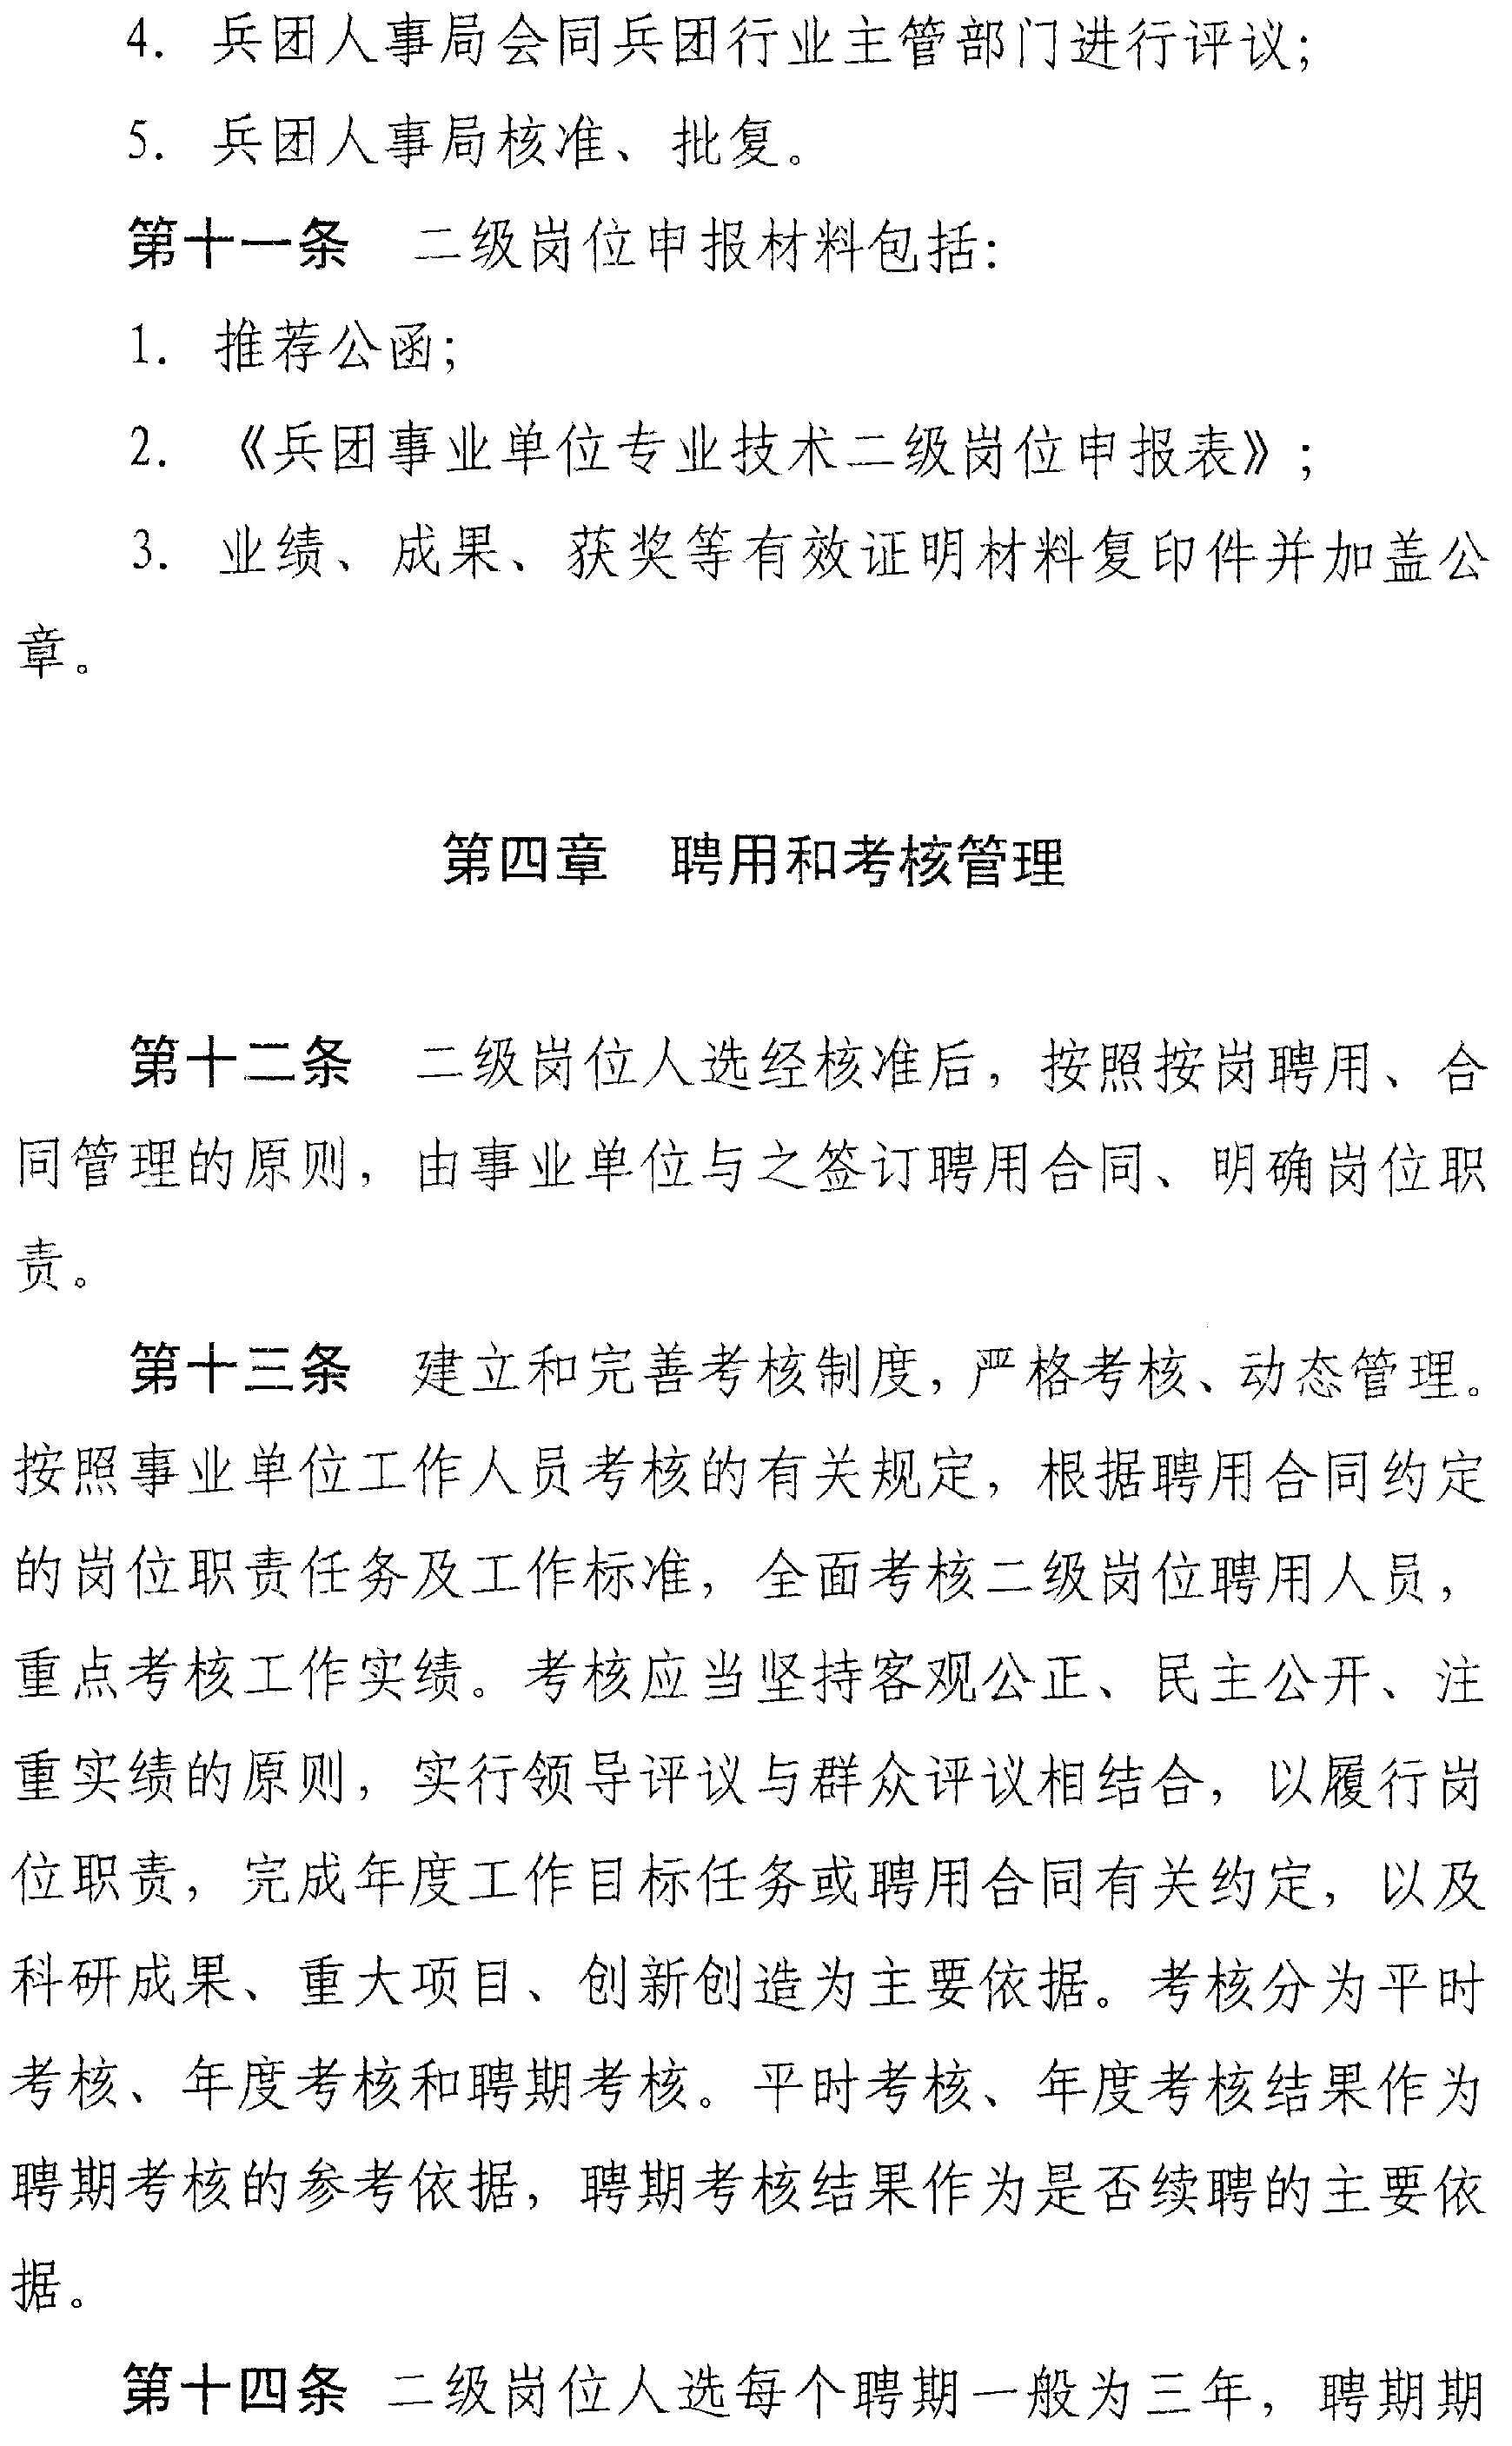 4. 兵团人事局会同兵团行业主管部门进行评议;
5. 兵团人事局核准、批复。
第十一条 二级岗位申报材料包括:
1. 推荐公函;
2. 《兵团事业单位专业技术二级岗位申报表》;
3. 业绩、成果、获奖等有效证明材料复印件并加盖公
章。
第四章 聘用和考核管理
第十二条 二级岗位人选经核准后，按照按岗聘用、合
同管理的原则，由事业单位与之签订聘用合同、明确岗位职
责。
第十三条 建立和完善考核制度，严格考核、动态管理。
按照事业单位工作人员考核的有关规定，根据聘用合同约定
的岗位职责任务及工作标准，全面考核二级岗位聘用人员，
重点考核工作实绩。考核应当坚持客观公正、民主公开、注
重实绩的原则，实行领导评议与群众评议相结合，以履行岗
位职责，完成年度工作目标任务或聘用合同有关约定，以及
科研成果、重大项目、创新创造为主要依据。考核分为平时
考核、年度考核和聘期考核。平时考核、年度考核结果作为
聘期考核的参考依据，聘期考核结果作为是否续聘的主要依
据。
第十四条 二级岗位人选每个聘期一般为三年，聘期期